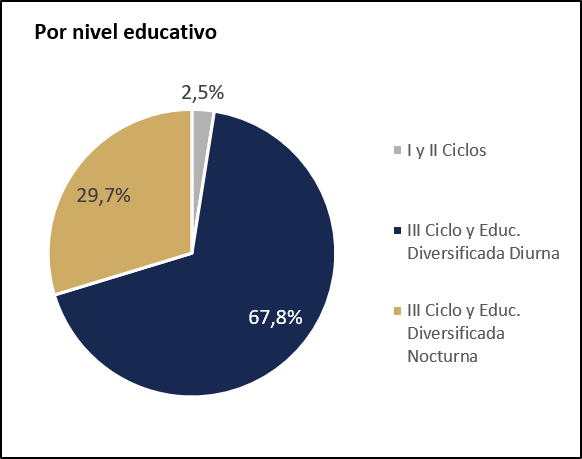 Por nivel educativo
2,5%
29,7%
67,8%
I y II Ciclos
III Ciclo y Educ.
Diversificada Diurna
III Ciclo y Educ.
Diversificada
Nocturna